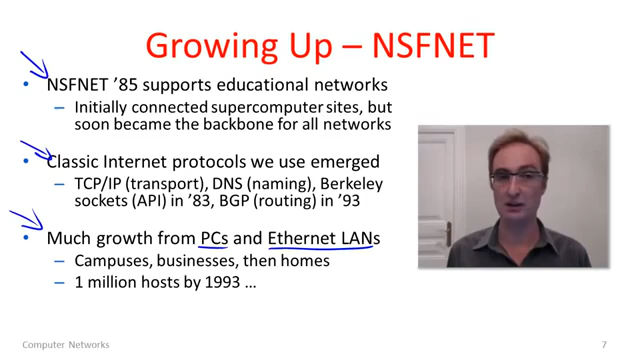 Growing Up – NSFNET
• NSFNET ’85 supports educational networks
– Initially connected supercomputer sites, but
soon became the backbone for all networks
• Classic Internet protocols we use emerged
– TCP/IP (transport), DNS (naming), Berkeley
sockets (API) in ’83, BGP (routing) in ’93
• Much growth from PCs and Ethernet LANs
– Campuses, businesses, then homes
– 1 million hosts by 1993 …
Computer Networks
7